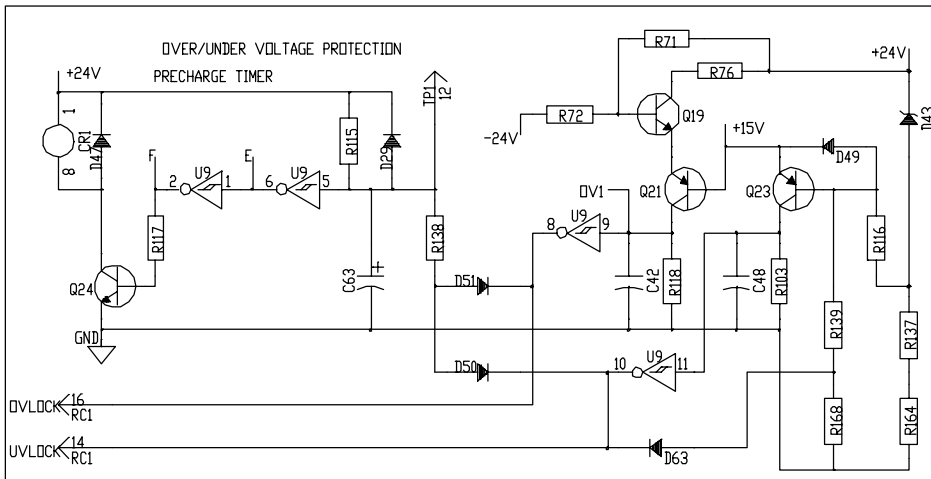 OVER/UNDER VOLTAGE PROTECTION
PRECHARGE TIMER
+24V
1
8
CR1
D47
F
E
2
U9
1
6
U9
5
R115
D29
TP1
12
R117
Q24
GND
C63
R138
D51
D50
R71
R76
R72
-24V
Q19
+24V
D43
+15V
D49
OV1
Q21
Q23
8
U9
9
R116
C42
R118
C48
R103
R139
R137
10
U9
11
R168
R164
D63
OVLOCK
16
RC1
UVLOCK
14
RC1